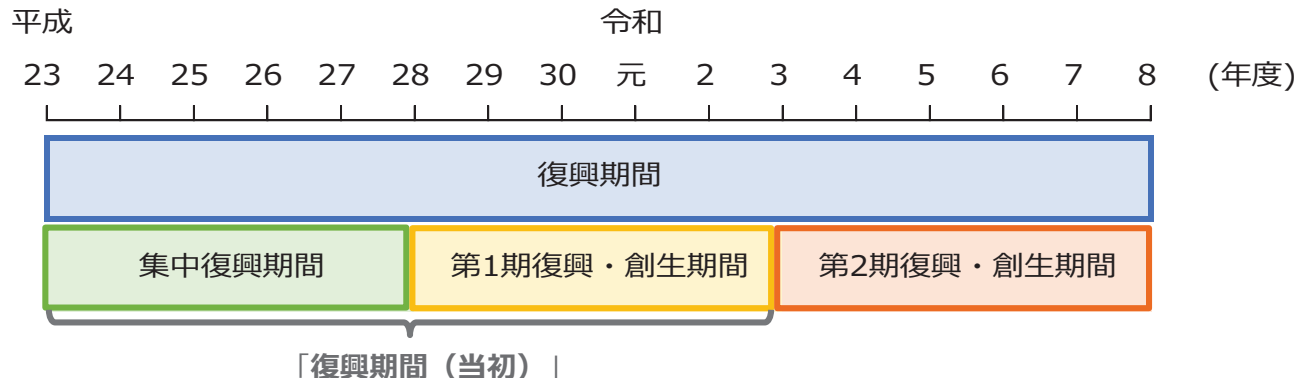 平成 令和
23 24 25 26 27 28 29 30 元 2 3 4 5 6 7 8 (年度)
復興期間
集中復興期間 第1期復興・創生期間 第2期復興・創生期間
「復興期間（当初）」